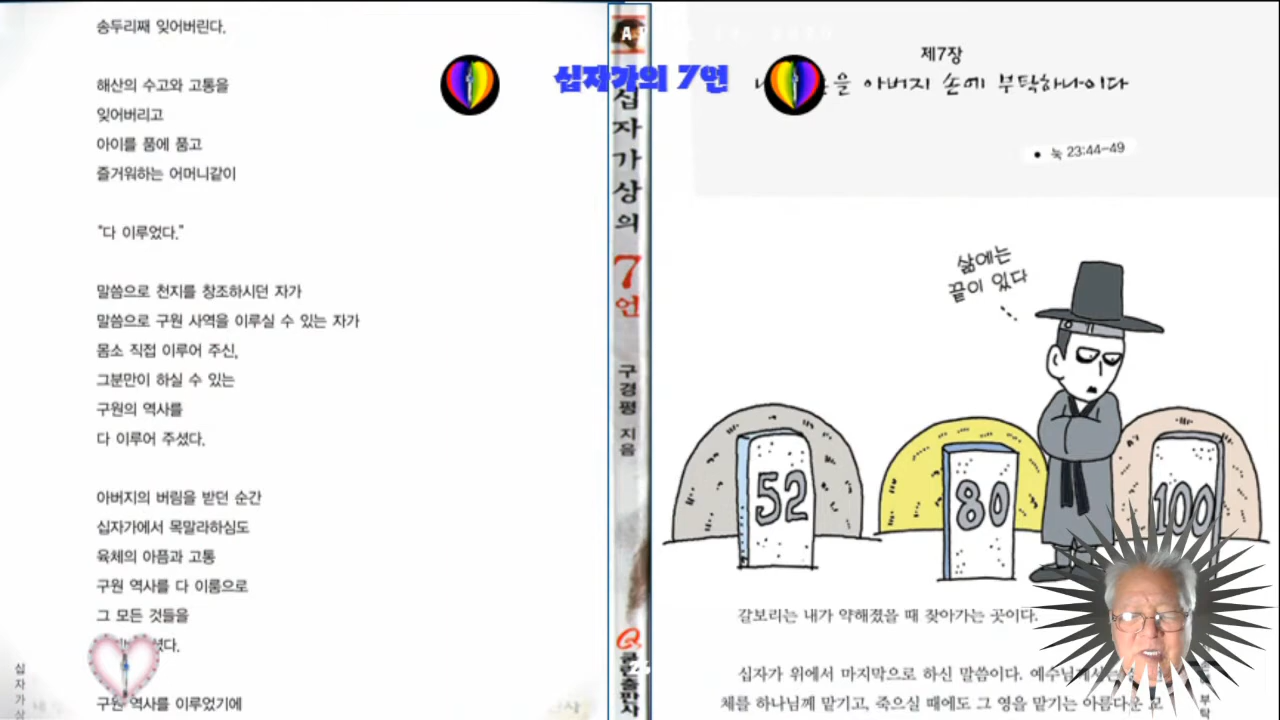 송두리째 잊어버린다.
해산의 수고와 고통을
잊어버리고
아이를 품에 품고
즐거워하는 어머니같이
"다 이루었다."
말씀으로 천지를 창조하시던 자가
말씀으로 구원 사역을 이루실 수 있는 자가
몸소 직접 이루어 주신,
그분만이 하실 수 있는
구원의 역사를
다 이루어 주셨다.
아버지의 버림을 받던 순간
십자가에서 목말라하심도
육체의 아픔과 고통
구원 역사를 다 이룸으로
그 모든 것들을
셨다.
구원 역사를 이루었기에
십자가상
십자가의 7언
십자가상의 7언
구경평 지음
쿰란출판사
제7장
을 아버지 손에 부탁하나이다
• 눅 23:44-49
삶에는
끝이 있다
52
80
100
갈보리는 내가 약해졌을 때 찾아가는 곳이다.
십자가 위에서 마지막으로 하신 말씀이다. 예수님께서는
체를 하나님께 맡기고, 죽으실 때에도 그 영을 맡기는 아름다운
부탁